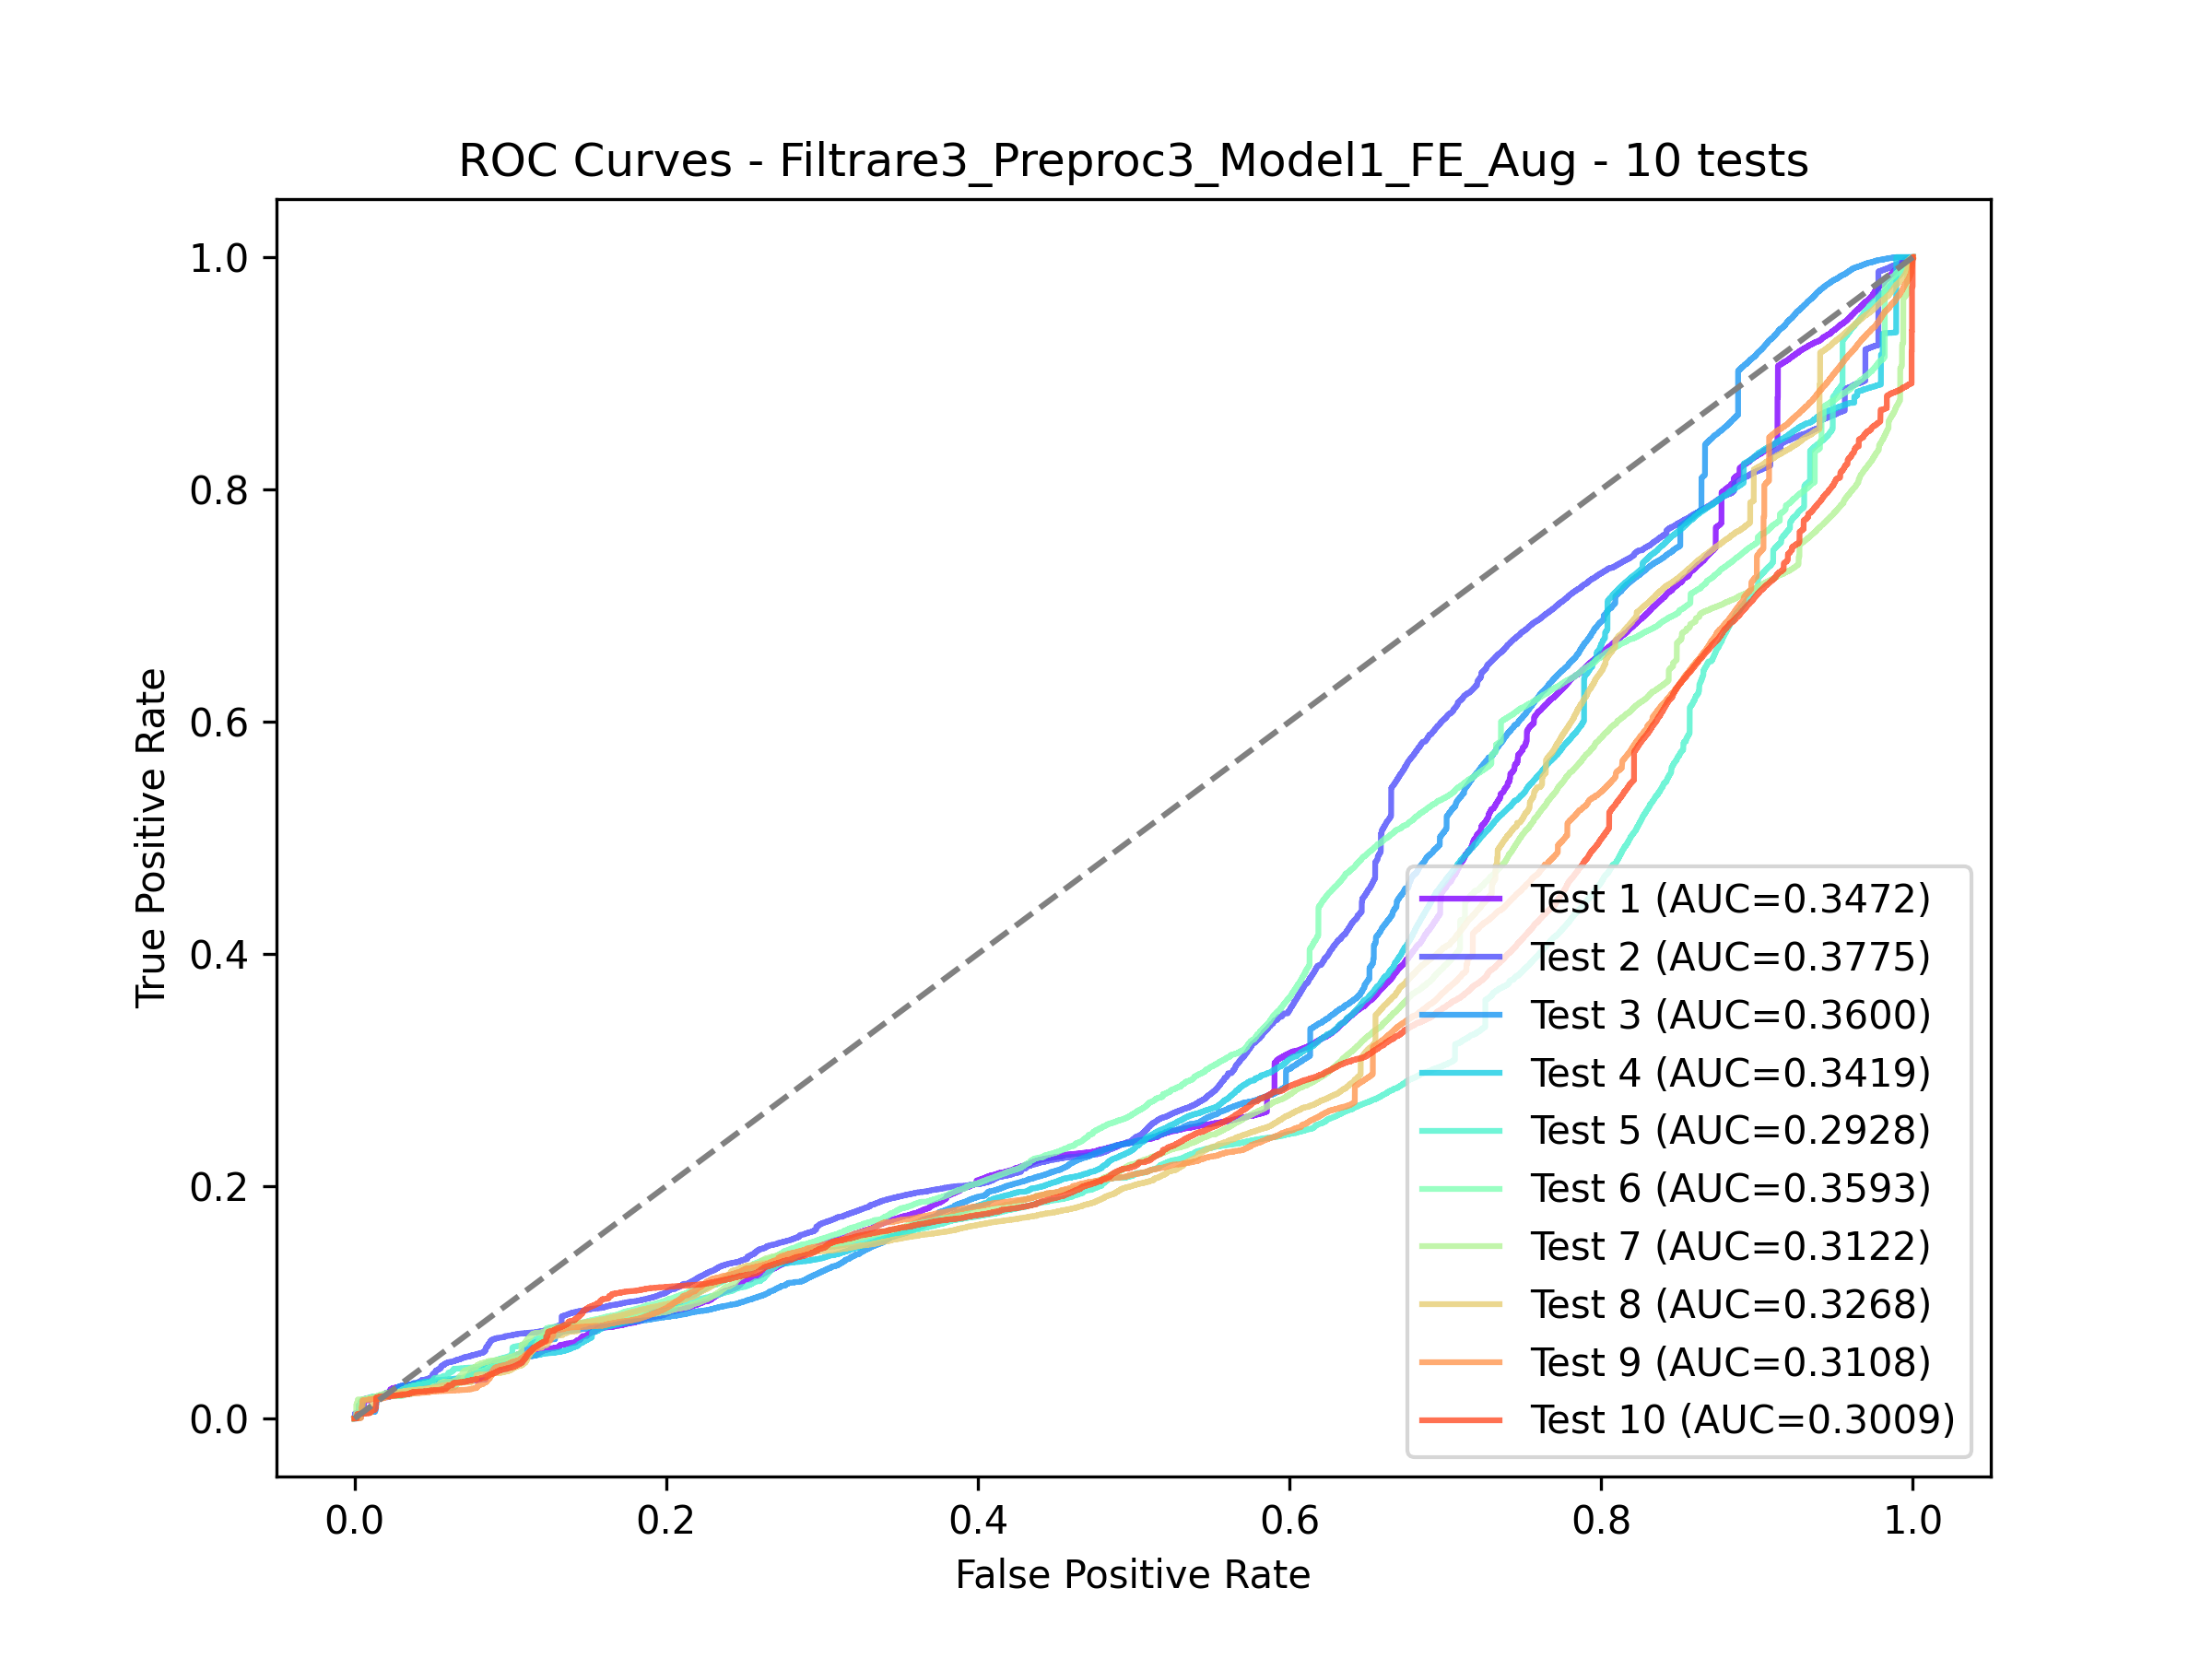 ROC Curves - Filtrare3_Preproc3_Model1_FE_Aug - 10 tests
True Positive Rate
1.0
0.8
0.6
0.4
0.2
0.0
Test 1 (AUC=0.3472)
Test 2 (AUC=0.3775)
Test 3 (AUC=0.3600)
Test 4 (AUC=0.3419)
Test 5 (AUC=0.2928)
Test 6 (AUC=0.3593)
Test 7 (AUC=0.3122)
Test 8 (AUC=0.3268)
Test 9 (AUC=0.3108)
Test 10 (AUC=0.3009)
0.0 0.2 0.4 0.6 0.8 1.0
False Positive Rate